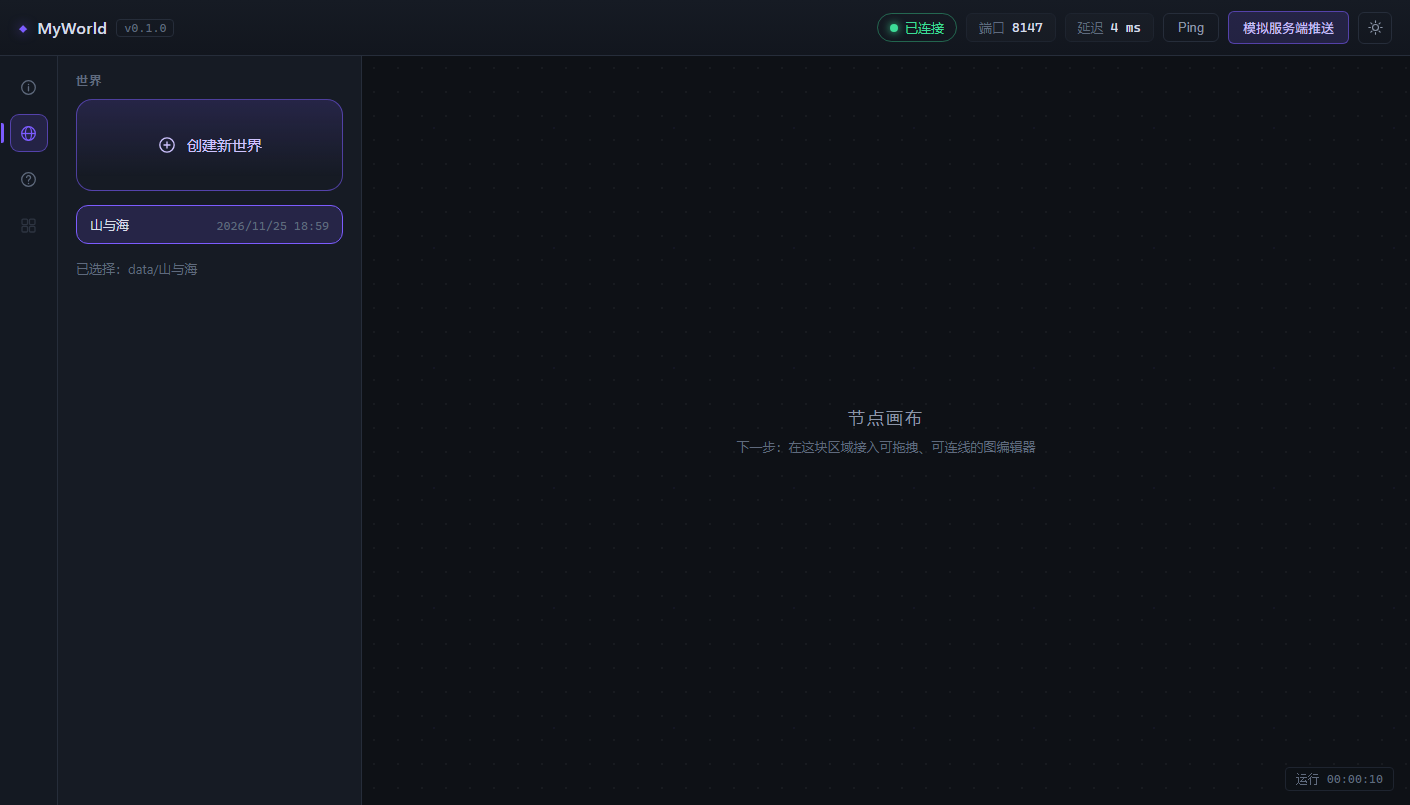 MyWorld v0.1.0 已连接 端口 8147 延迟 4 ms Ping 模拟服务端推送
世界
创建新世界
山与海 2026/11/25 18:59
已选择：data/山与海
节点画布
下一步：在这块区域接入可拖拽、可连线的图编辑器
运行 00:00:10